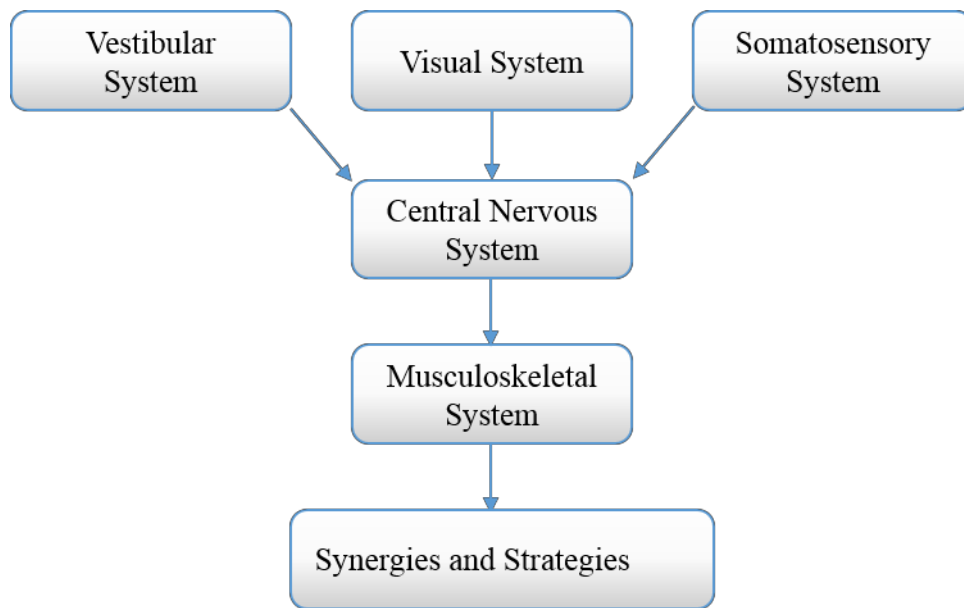 Vestibular
System
Visual System
Somatosensory
System
Central Nervous
System
Musculoskeletal
System
Synergies and Strategies